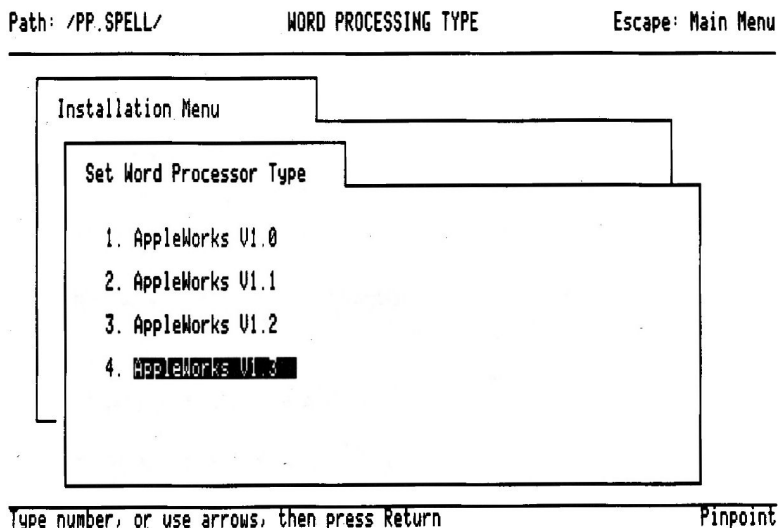 Path: /PP.SPELL/ WORD PROCESSING TYPE Escape: Main Menu
Installation Menu
Set Word Processor Type
1. AppleWorks V1.0
2. AppleWorks V1.1
3. AppleWorks V1.2
4. AppleWorks V1.3
Type number, or use arrows, then press Return Pinpoint